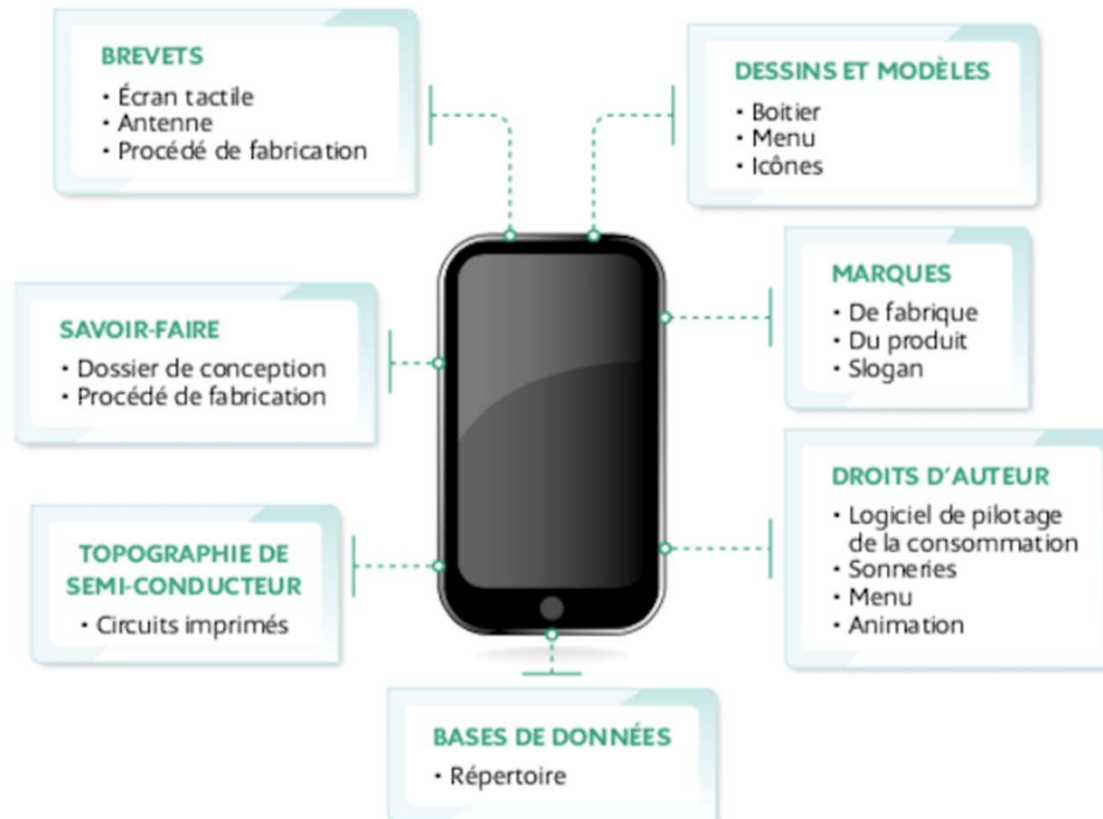 BREVETS
• Écran tactile
• Antenne
• Procédé de fabrication
DESSINS ET MODÈLES
• Boitier
• Menu
• Icônes
SAVOIR-FAIRE
• Dossier de conception
• Procédé de fabrication
MARQUES
• De fabrique
• Du produit
• Slogan
TOPOGRAPHIE DE
SEMI-CONDUCTEUR
• Circuits imprimés
DROITS D'AUTEUR
• Logiciel de pilotage
de la consommation
• Sonneries
• Menu
• Animation
BASES DE DONNÉES
• Répertoire